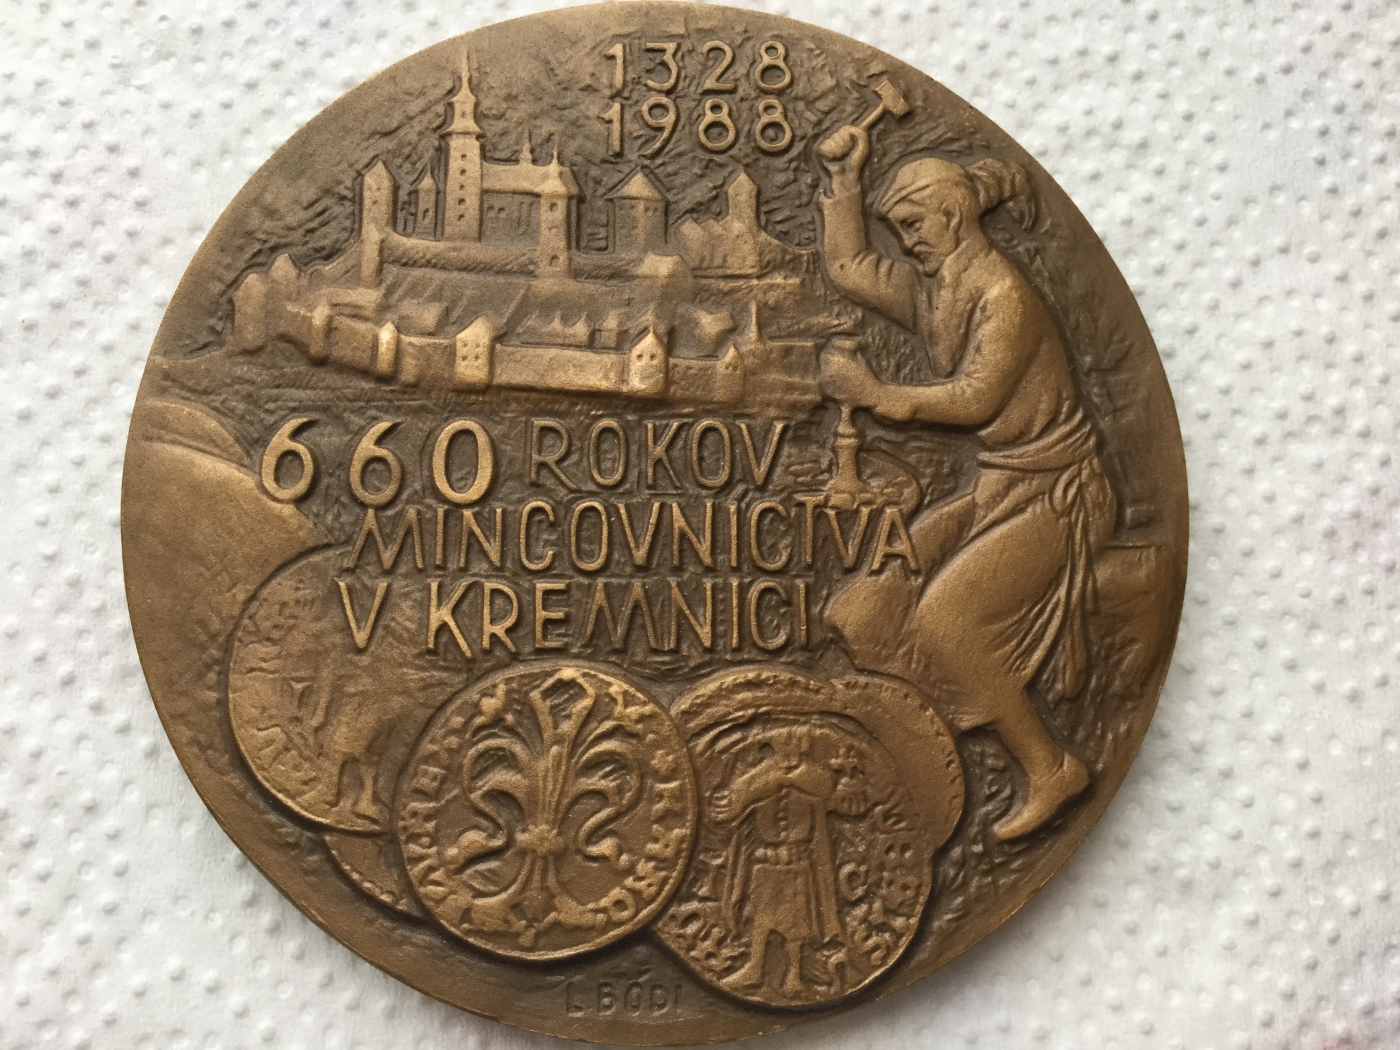 1328
1988
660 ROKOV
MINCOVNICTVA
V KREMNICI
L BÓDI